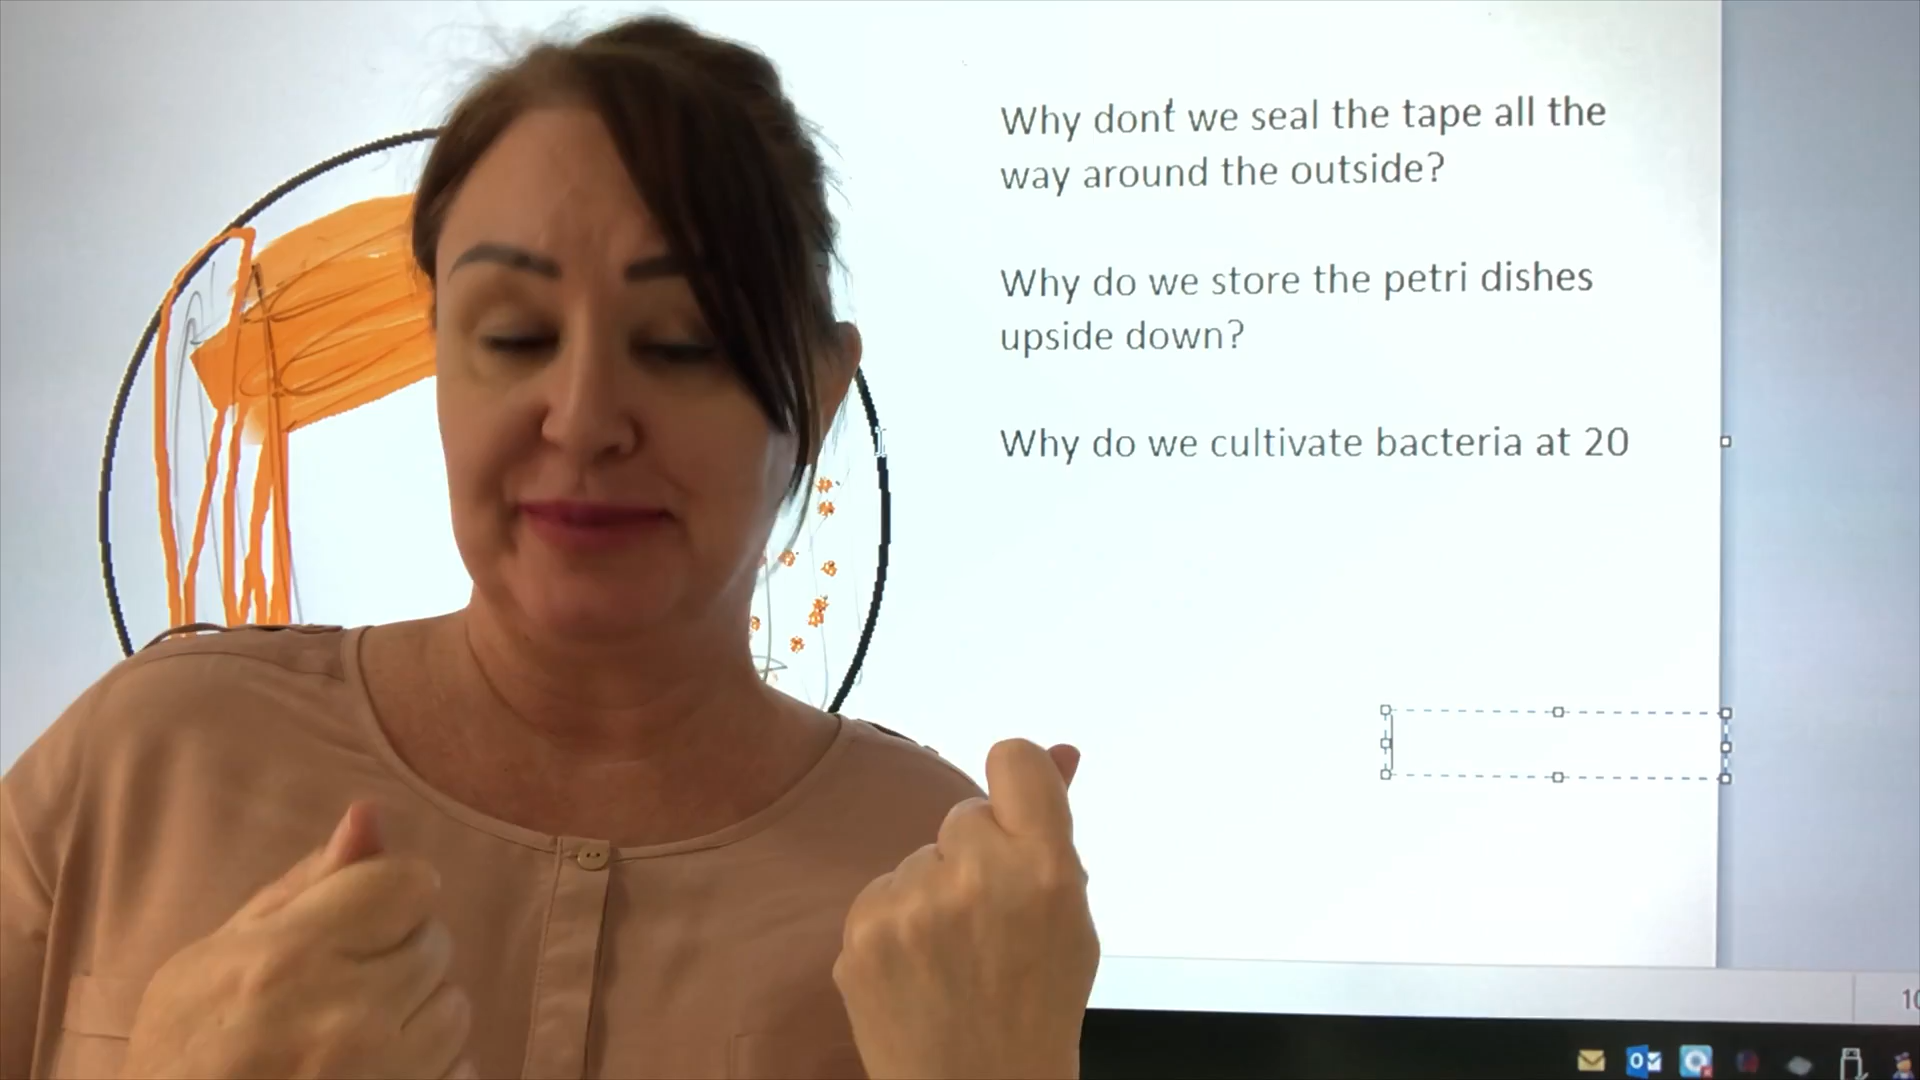 Why dont we seal the tape all the
way around the outside?
Why do we store the petri dishes
upside down?
Why do we cultivate bacteria at 20
10